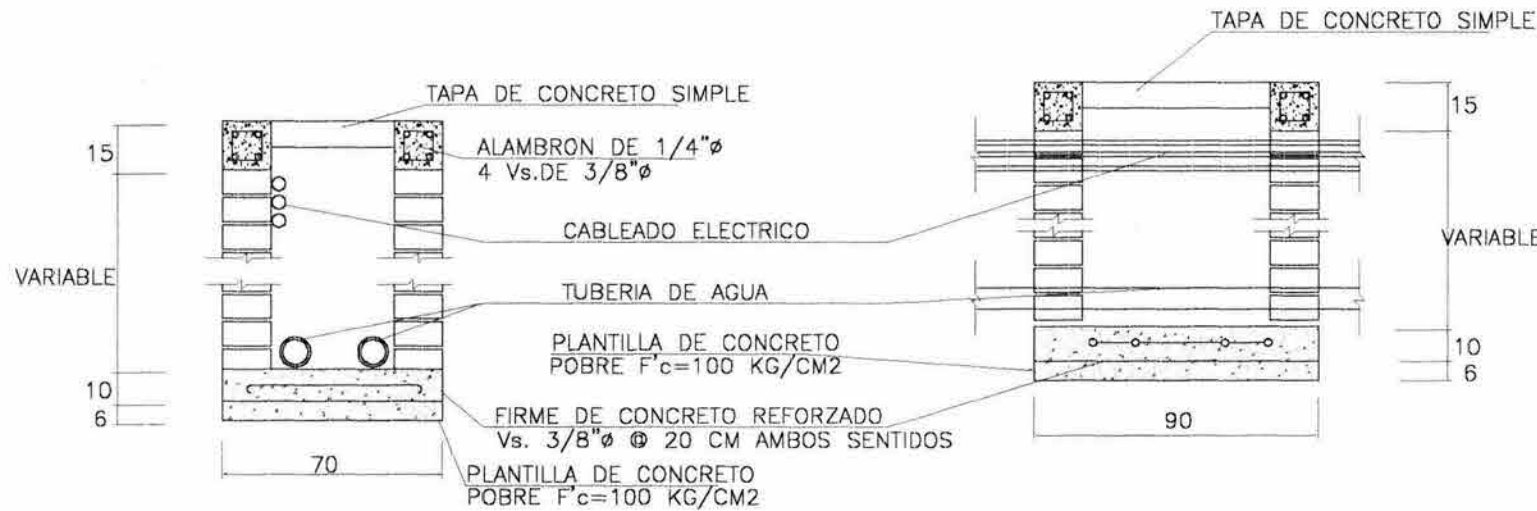 TAPA DE CONCRETO SIMPLE
TAPA DE CONCRETO SIMPLE
15
ALAMBRON DE 1/4"ø
4 Vs.DE 3/8"ø
15
CABLEADO ELECTRICO
VARIABLE
VARIABLE
TUBERIA DE AGUA
PLANTILLA DE CONCRETO
POBRE F'c=100 KG/CM2
10
6
10
6
FIRME DE CONCRETO REFORZADO
Vs. 3/8"ø @ 20 CM AMBOS SENTIDOS
70
90
PLANTILLA DE CONCRETO
POBRE F'c=100 KG/CM2